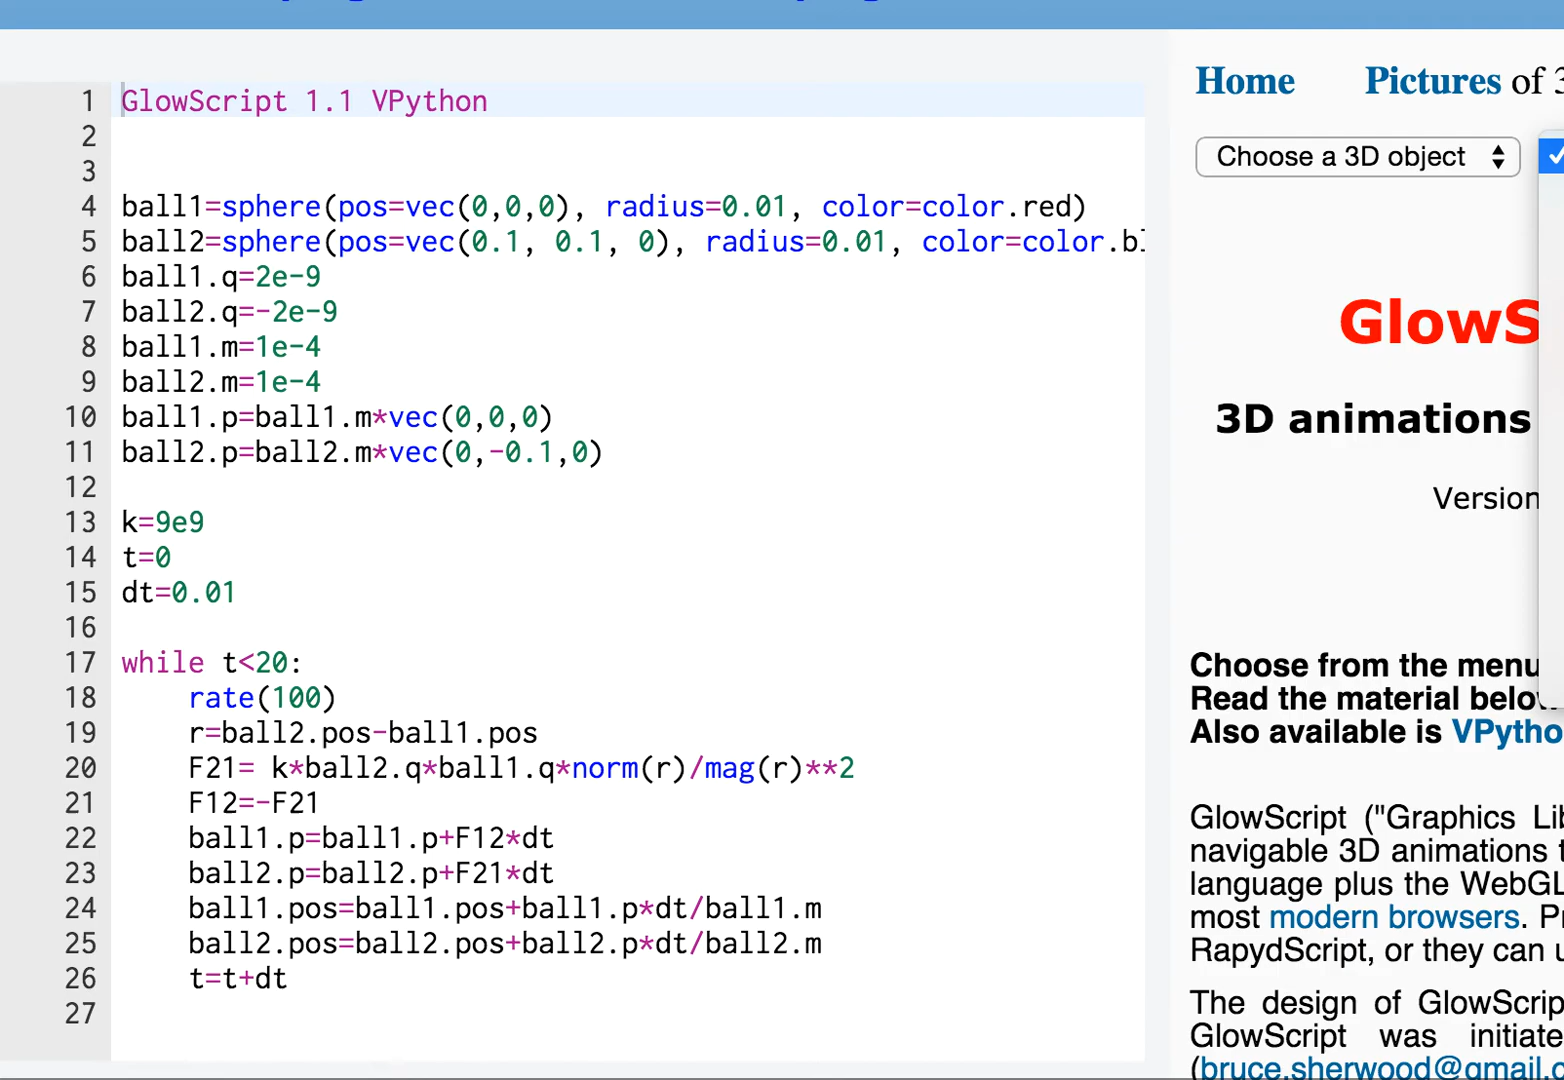 1 GlowScript 1.1 VPython
2
3
4 ball1=sphere(pos=vec(0,0,0), radius=0.01, color=color.red)
5 ball2=sphere(pos=vec(0.1, 0.1, 0), radius=0.01, color=color.bl
6 ball1.q=2e-9
7 ball2.q=-2e-9
8 ball1.m=1e-4
9 ball2.m=1e-4
10 ball1.p=ball1.m*vec(0,0,0)
11 ball2.p=ball2.m*vec(0,-0.1,0)
12
13 k=9e9
14 t=0
15 dt=0.01
16
17 while t<20:
18     rate(100)
19     r=ball2.pos-ball1.pos
20     F21= k*ball2.q*ball1.q*norm(r)/mag(r)**2
21     F12=-F21
22     ball1.p=ball1.p+F12*dt
23     ball2.p=ball2.p+F21*dt
24     ball1.pos=ball1.pos+ball1.p*dt/ball1.m
25     ball2.pos=ball2.pos+ball2.p*dt/ball2.m
26     t=t+dt
27
Home Pictures of 3
Choose a 3D object
GlowS
3D animations
Version
Choose from the menu
Read the material below
Also available is VPytho
GlowScript ("Graphics Lib
navigable 3D animations t
language plus the WebGL
most modern browsers. Pr
RapydScript, or they can u
The design of GlowScrip
GlowScript was initiate
(bruce.sherwood@gmail.c